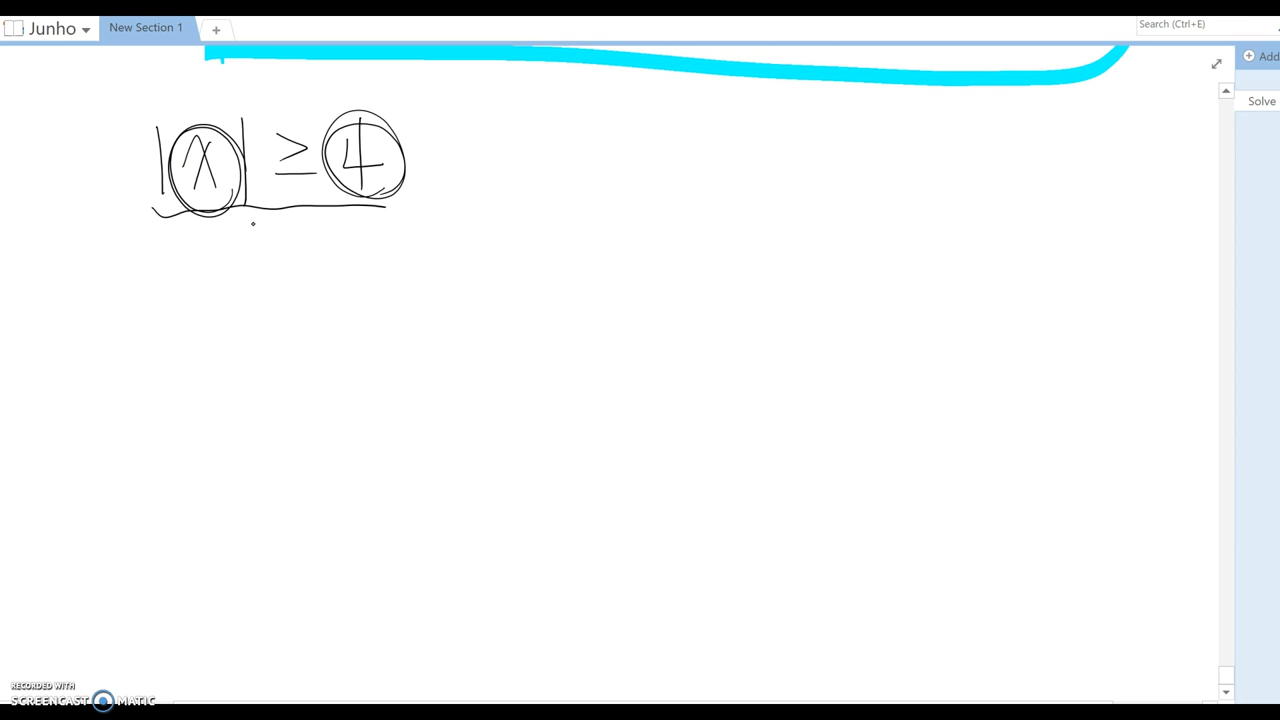 Junho
New Section 1
+
Search (Ctrl+E)
Add
Solve
|x| ≥ 4
RECORDED WITH
SCREENCAST MATIC